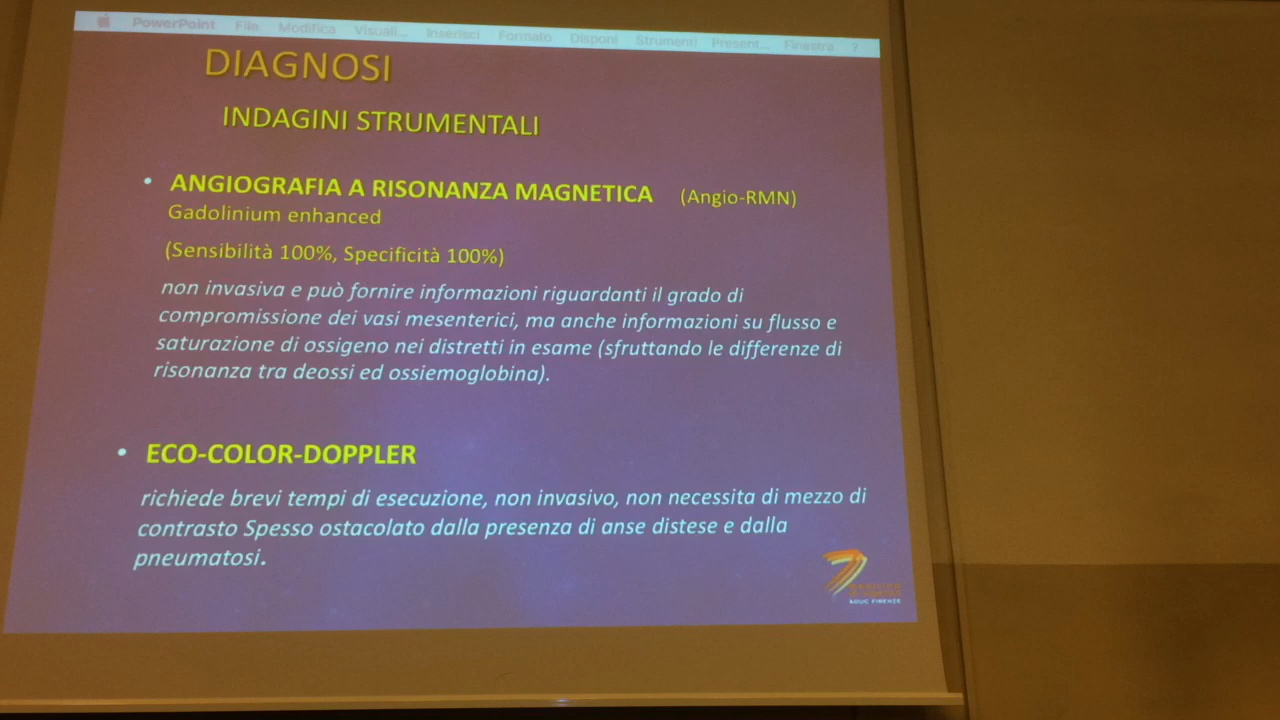 PowerPoint File Modifica Visuali... Inserisci Formato Disponi Strumenti Present... Finestra ?
DIAGNOSI
INDAGINI STRUMENTALI
• ANGIOGRAFIA A RISONANZA MAGNETICA (Angio-RMN)
Gadolinium enhanced
(Sensibilità 100%, Specificità 100%)
non invasiva e può fornire informazioni riguardanti il grado di
compromissione dei vasi mesenterici, ma anche informazioni su flusso e
saturazione di ossigeno nei distretti in esame (sfruttando le differenze di
risonanza tra deossi ed ossiemoglobina).
• ECO-COLOR-DOPPLER
richiede brevi tempi di esecuzione, non invasivo, non necessita di mezzo di
contrasto Spesso ostacolato dalla presenza di anse distese e dalla
pneumatosi.
AOUC FIRENZE